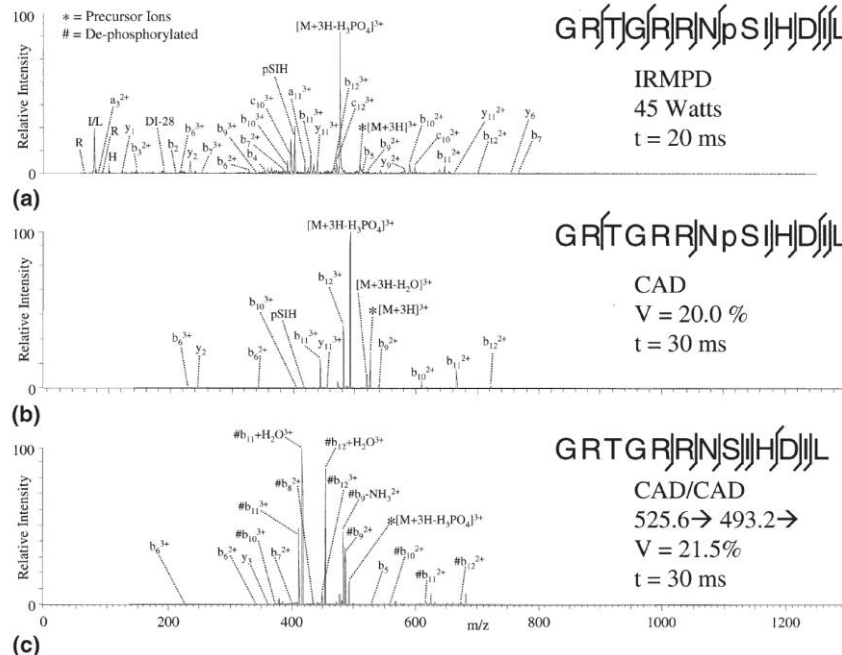 100
* = Precursor Ions
# = De-phosphorylated
[M+3H-H₃PO₄]³⁺
GRTGRRNpSIHDIL
IRMPD
45 Watts
t = 20 ms
Relative Intensity
pSIH
a₁₁³⁺
b₁₂³⁺
c₁₀³⁺
c₁₂³⁺
a₃²⁺
I/L
R
DI-28
b₆³⁺
b₉³⁺
b₁₀³⁺
b₁₁³⁺
y₁₁³⁺
*[M+3H]³⁺
b₁₀²⁺
y₁₁²⁺
y₆
R
H
y₁
b₃²⁺
b₂
y₂
b₇³⁺
b₆²⁺
b₇²⁺
b₄
b₅
b₉²⁺
y₉²⁺
c₁₀²⁺
b₁₁²⁺
b₁₂²⁺
b₇
0
(a)
100
[M+3H-H₃PO₄]³⁺
GRTGRRNpSIHDIL
CAD
V = 20.0 %
t = 30 ms
Relative Intensity
b₁₂³⁺
[M+3H-H₂O]³⁺
*[M+3H]³⁺
b₁₀³⁺
pSIH
b₆³⁺
y₂
b₆²⁺
b₁₁³⁺
y₁₁³⁺
b₉²⁺
b₁₀²⁺
b₁₁²⁺
b₁₂²⁺
0
(b)
100
#b₁₁+H₂O³⁺
#b₁₂+H₂O³⁺
GRTGRRNSIHDIL
CAD/CAD
525.6→ 493.2→
V = 21.5%
t = 30 ms
Relative Intensity
#b₈²⁺
#b₁₂³⁺
#b₉-NH₃²⁺
#b₁₁³⁺
*[M+3H-H₃PO₄]³⁺
#b₁₀³⁺
#b₉²⁺
b₆³⁺
b₆²⁺
y₃
b₇²⁺
b₅
#b₁₀²⁺
#b₁₁²⁺
#b₁₂²⁺
0
0 200 400 600 800 1000 1200
m/z
(c)